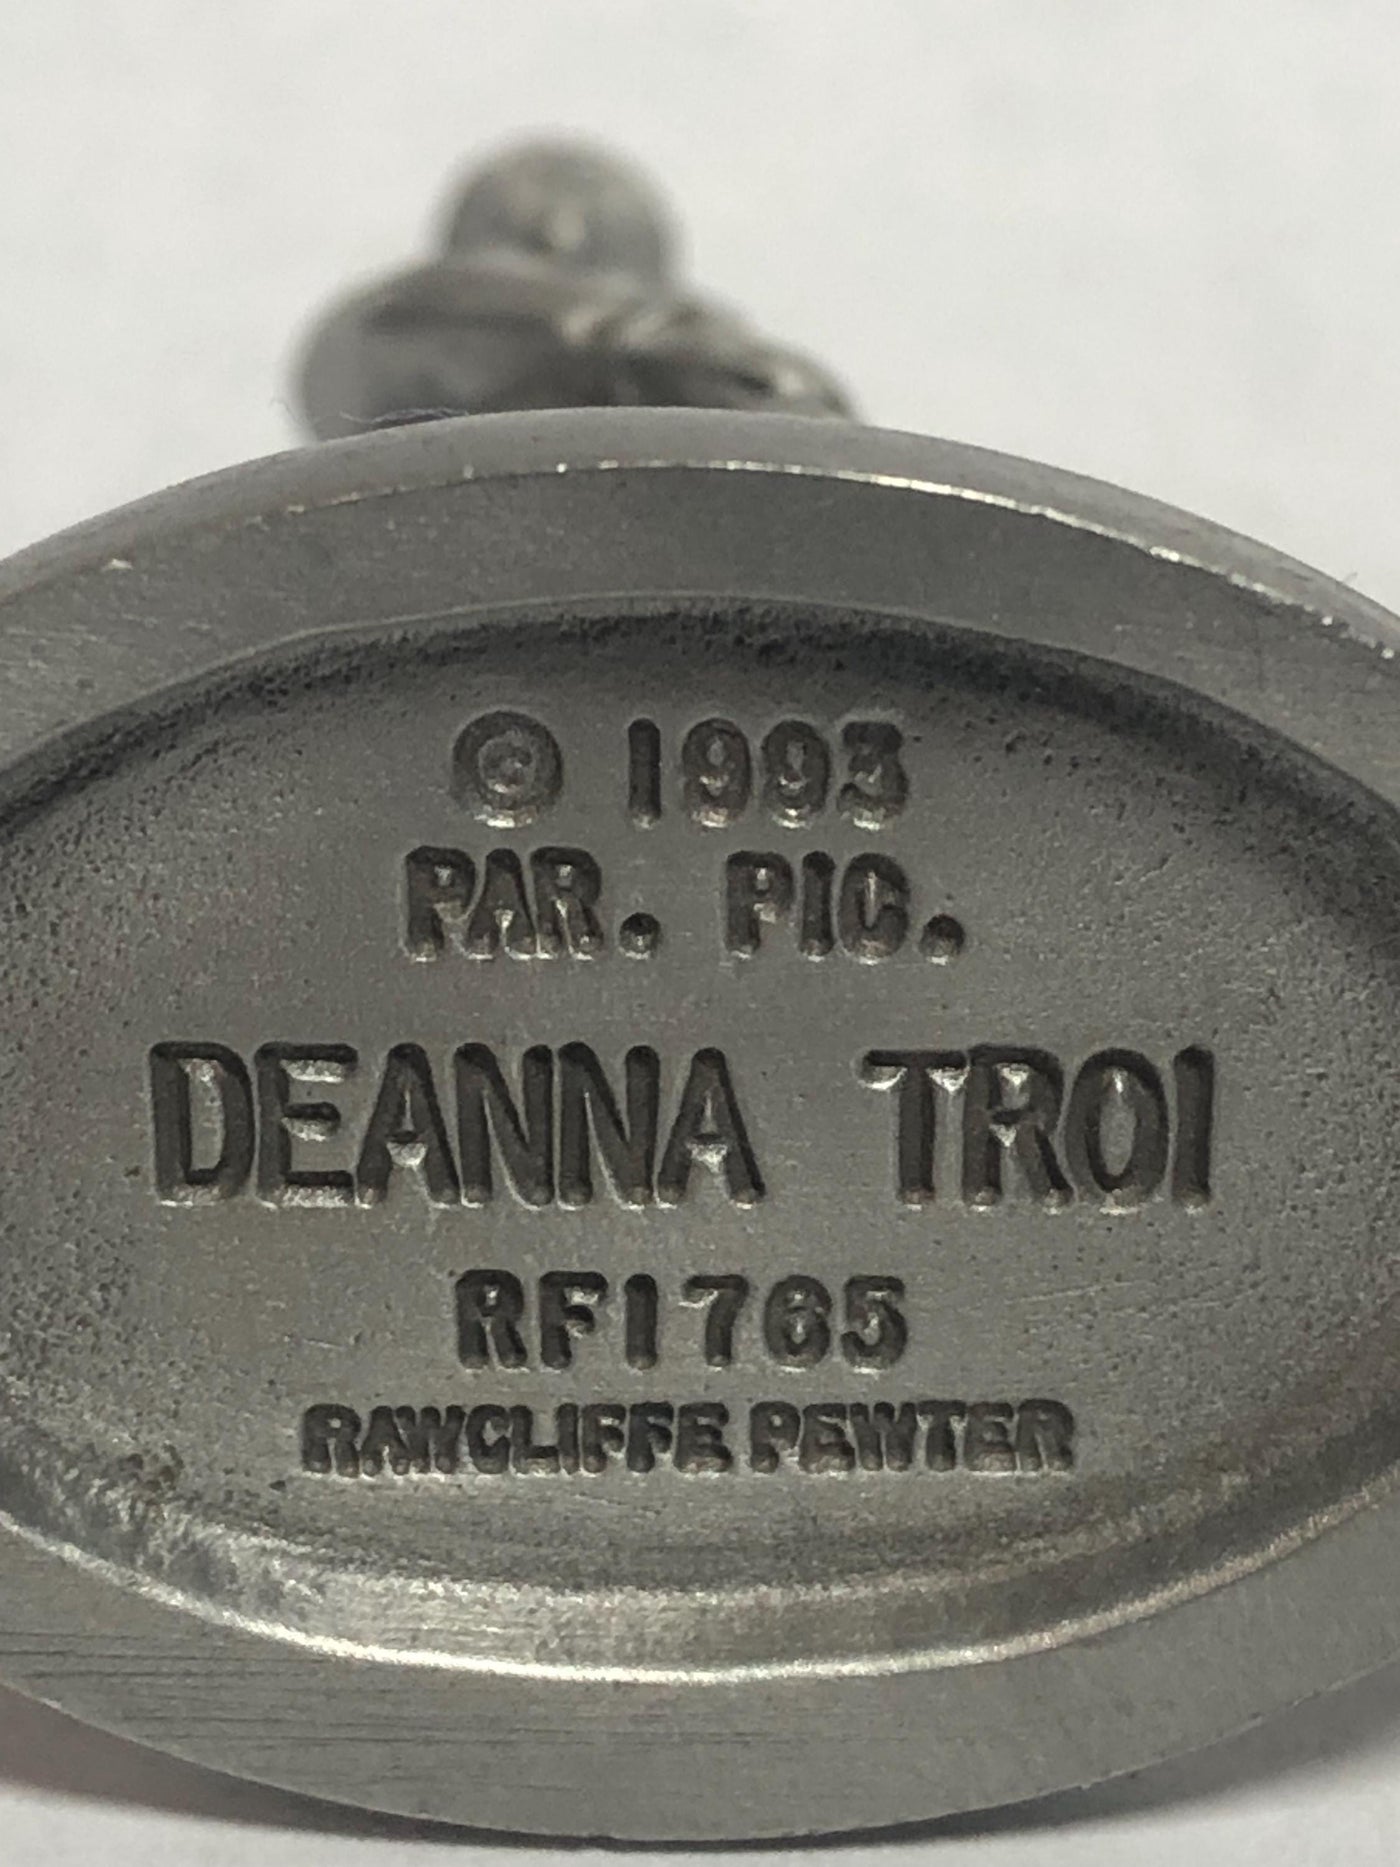 © 1993
PAR. PIC.
DEANNA TROI
RF1765
RAWCLIFFE PEWTER